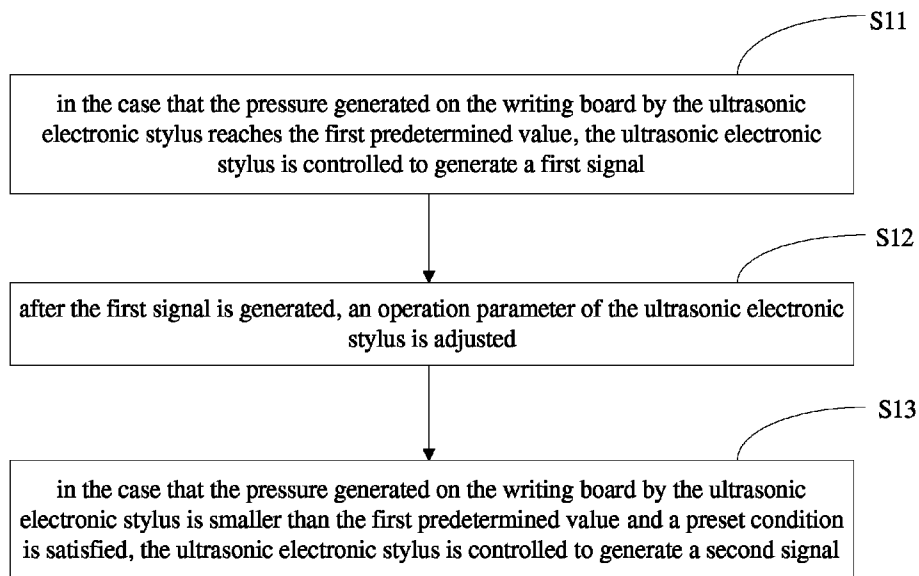 S11
in the case that the pressure generated on the writing board by the ultrasonic
electronic stylus reaches the first predetermined value, the ultrasonic electronic
stylus is controlled to generate a first signal
S12
after the first signal is generated, an operation parameter of the ultrasonic electronic
stylus is adjusted
S13
in the case that the pressure generated on the writing board by the ultrasonic
electronic stylus is smaller than the first predetermined value and a preset condition
is satisfied, the ultrasonic electronic stylus is controlled to generate a second signal